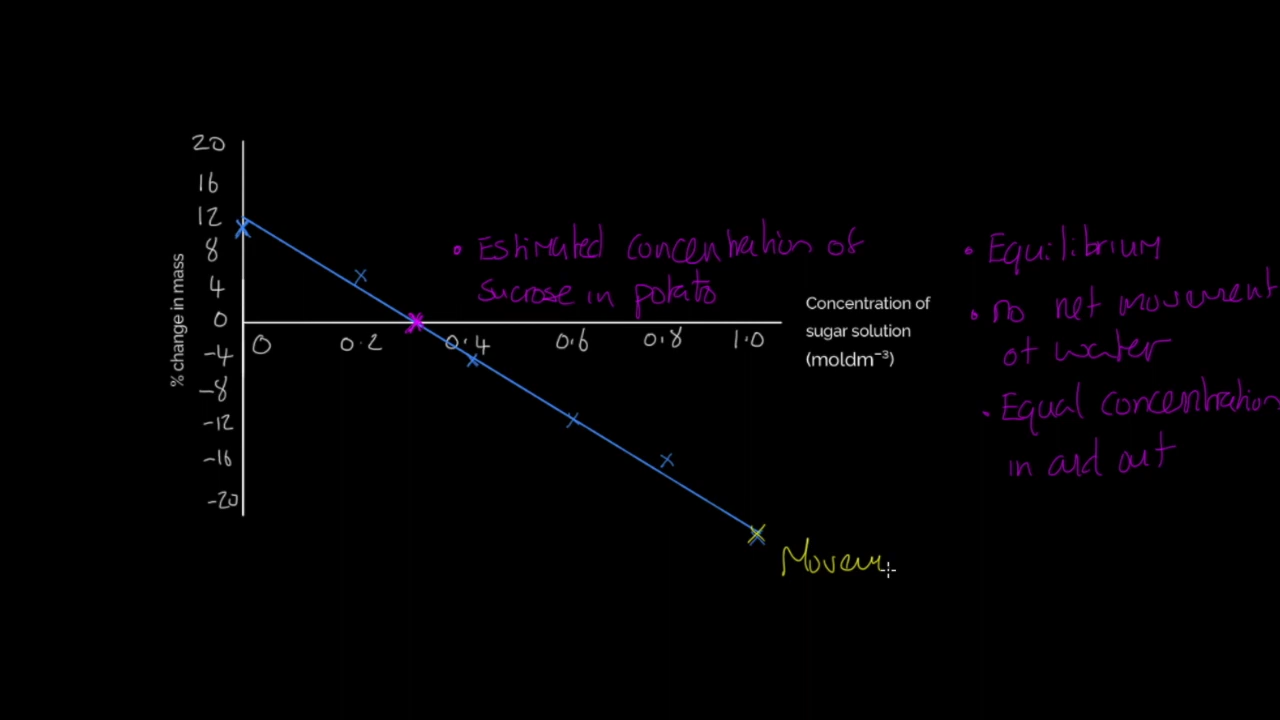 20
16
12
8
4
0
-4
-8
-12
-16
-20
% change in mass
0 0.2 0.4 0.6 0.8 1.0
Concentration of
sugar solution
(moldm⁻³)
• Estimated concentration of
sucrose in potato
• Equilibrium
• no net movement
of water
• Equal concentration
in and out
Movem